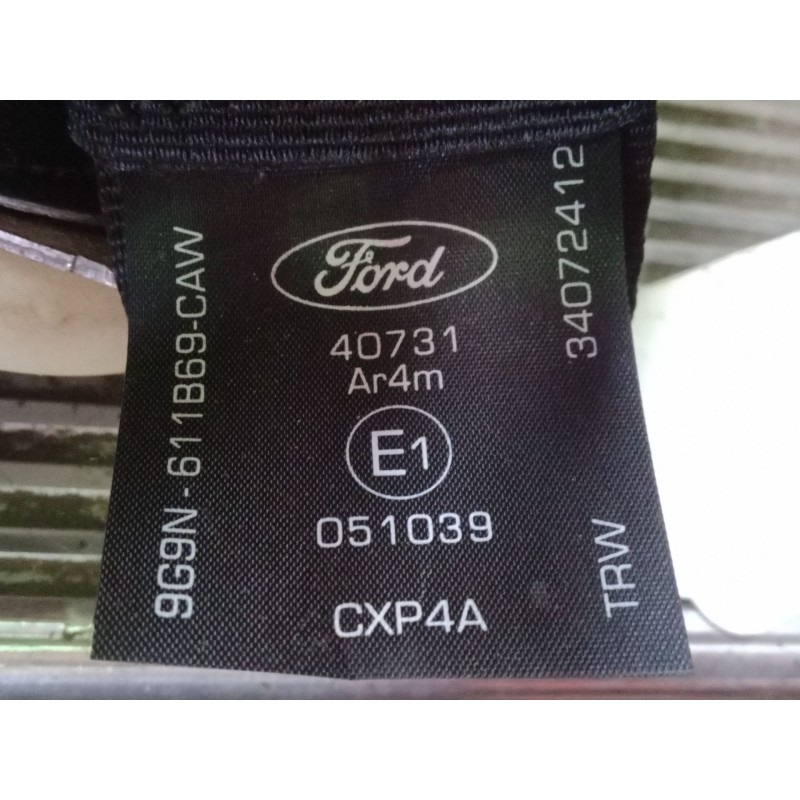 Ford
40731
Ar4m
E1
051039
CXP4A
9G9N-611B69-CAW
34072412
TRW